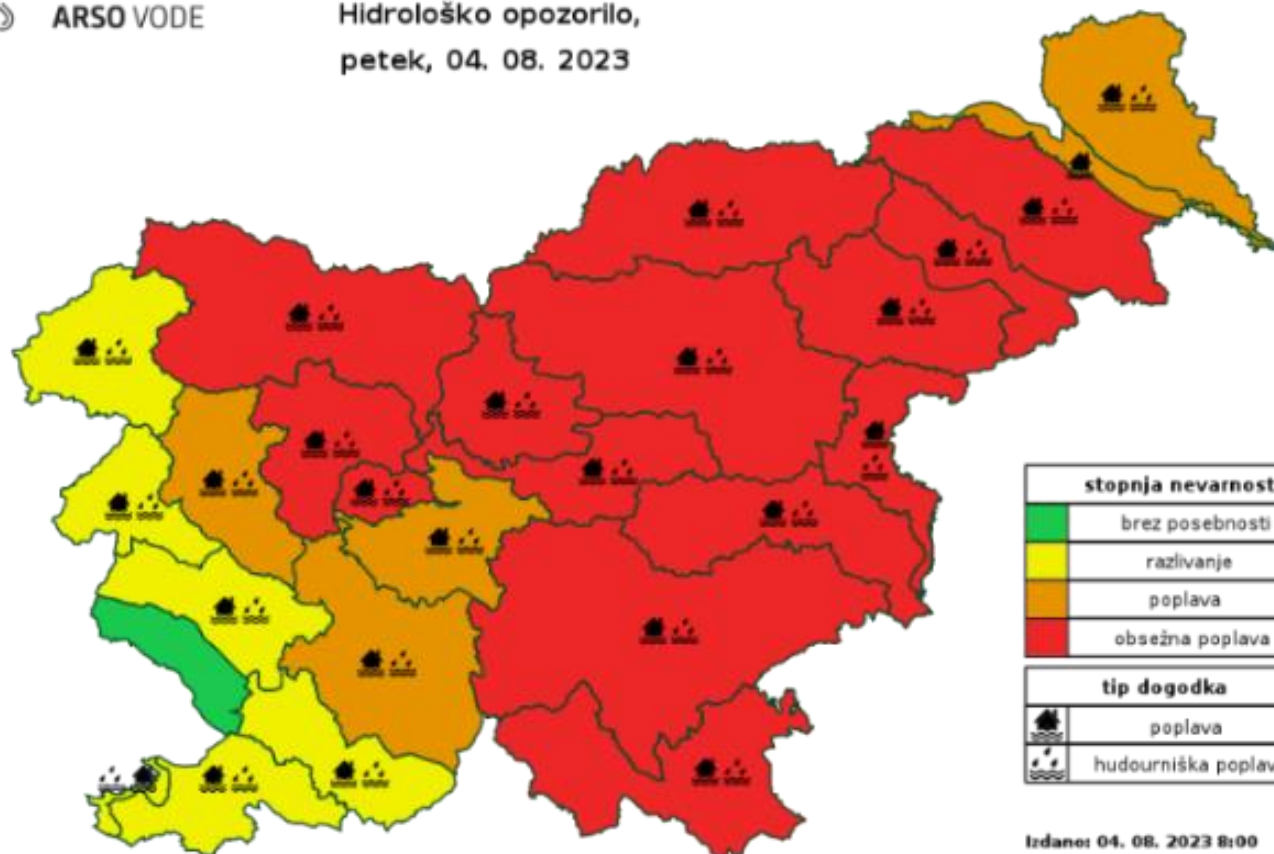 ARSO VODE
Hidrološko opozorilo,
petek, 04. 08. 2023
stopnja nevarnost
brez posebnosti
razlivanje
poplava
obsežna poplava
tip dogodka
poplava
hudourniška poplav
Izdano: 04. 08. 2023 8:00